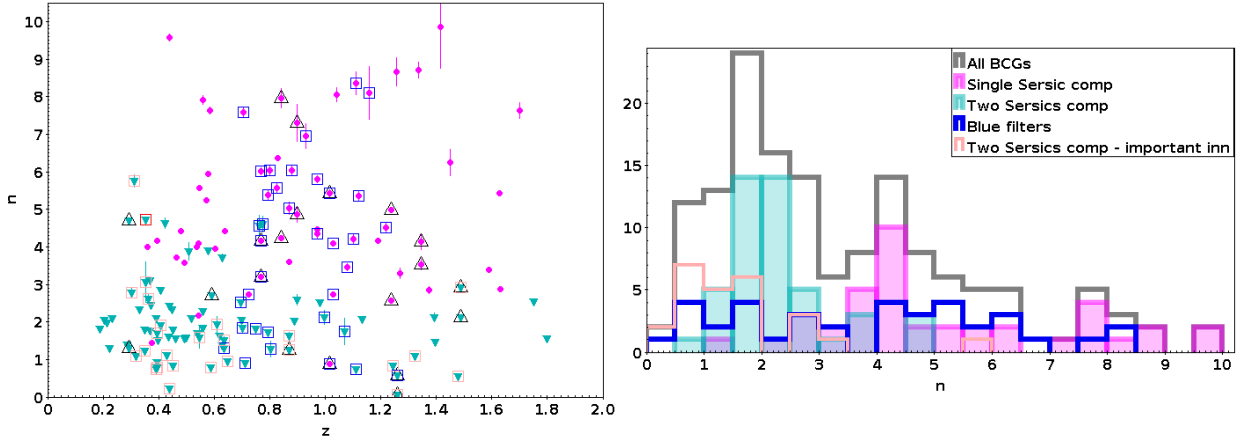 10
9
8
7
6
5
4
3
2
1
0
n
0 0.2 0.4 0.6 0.8 1.0 1.2 1.4 1.6 1.8 2.0
z
All BCGs
Single Sersic comp
Two Sersics comp
Blue filters
Two Sersics comp - important inn
20
15
10
5
0
0 1 2 3 4 5 6 7 8 9 10
n